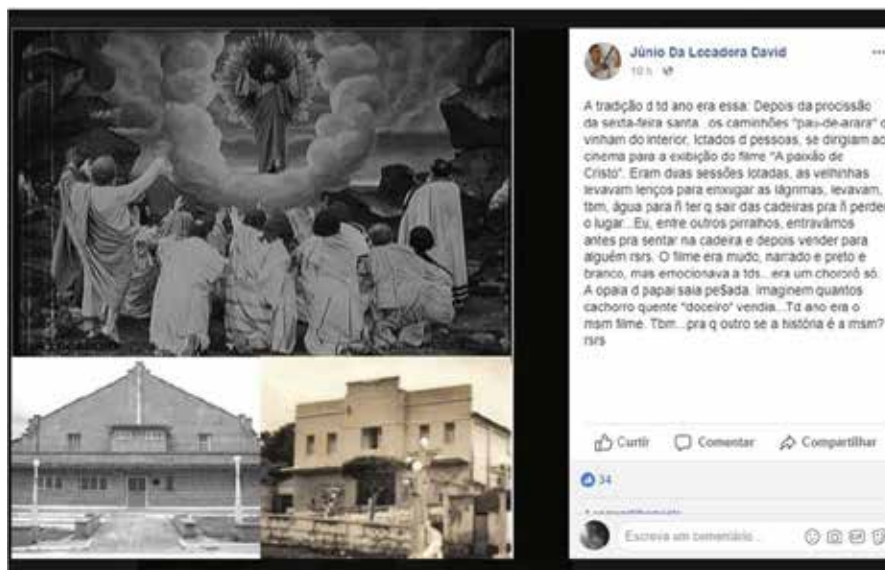 Júnio Da Locadora David
...
10 h
A tradição d td ano era essa: Depois da procissão
da sexta-feira santa...os caminhões "pau-de-arara" q
vinham do interior, lotados d pessoas, se dirigiam ao
cinema para a exibição do filme "A paixão de
Cristo". Eram duas sessões lotadas, as velhinhas
levavam lenços para enxugar as lágrimas, levavam,
tbm, água para ñ ter q sair das cadeiras pra ñ perder
o lugar...Eu, entre outros pirralhos, entravámos
antes pra sentar na cadeira e depois vender para
alguém rsrs. O filme era mudo, narrado e preto e
branco, mas emocionava a tds...era um chororô só.
A opaia d papai saia pe$ada. Imaginem quantos
cachorro quente "doceiro" vendia...Td ano era o
msm filme. Tbm...pra q outro se a história é a msm?
rsrs
Curtir Comentar Compartilhar
34
Escreva um comentário...
GIF